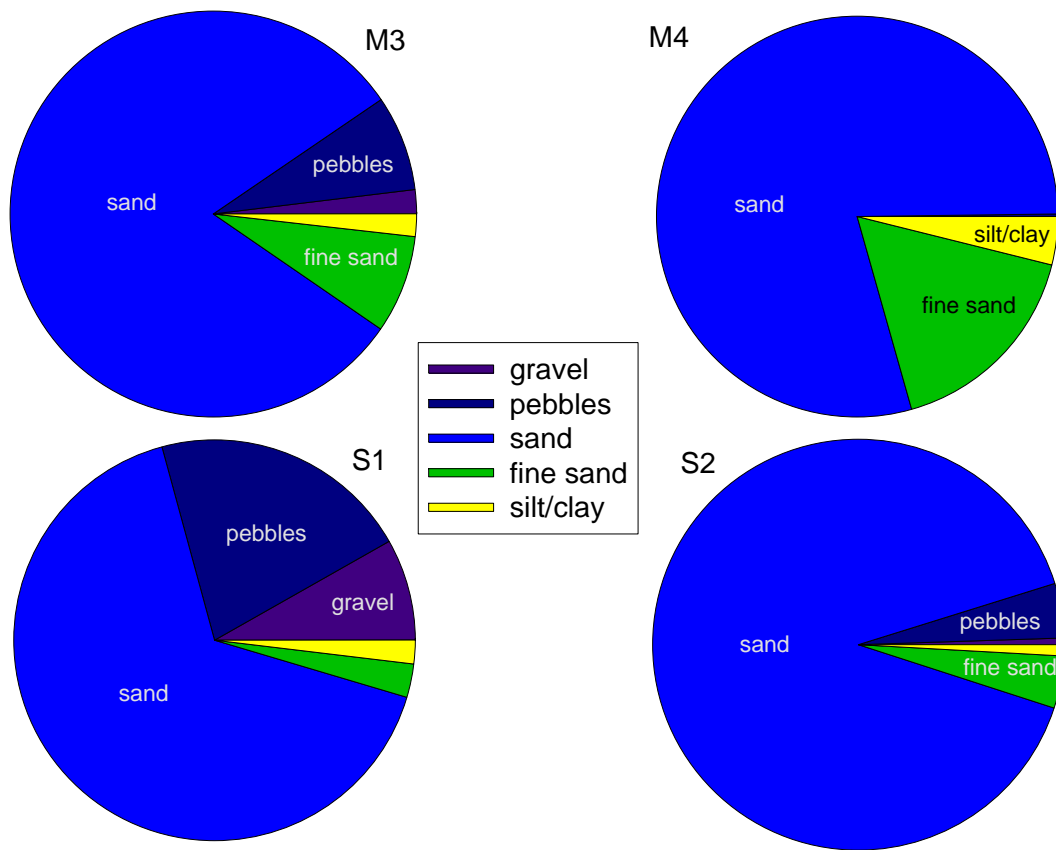 M3
pebbles
sand
fine sand
M4
sand
silt/clay
fine sand
gravel
pebbles
sand
fine sand
silt/clay
S1
pebbles
gravel
sand
S2
pebbles
sand
fine sand